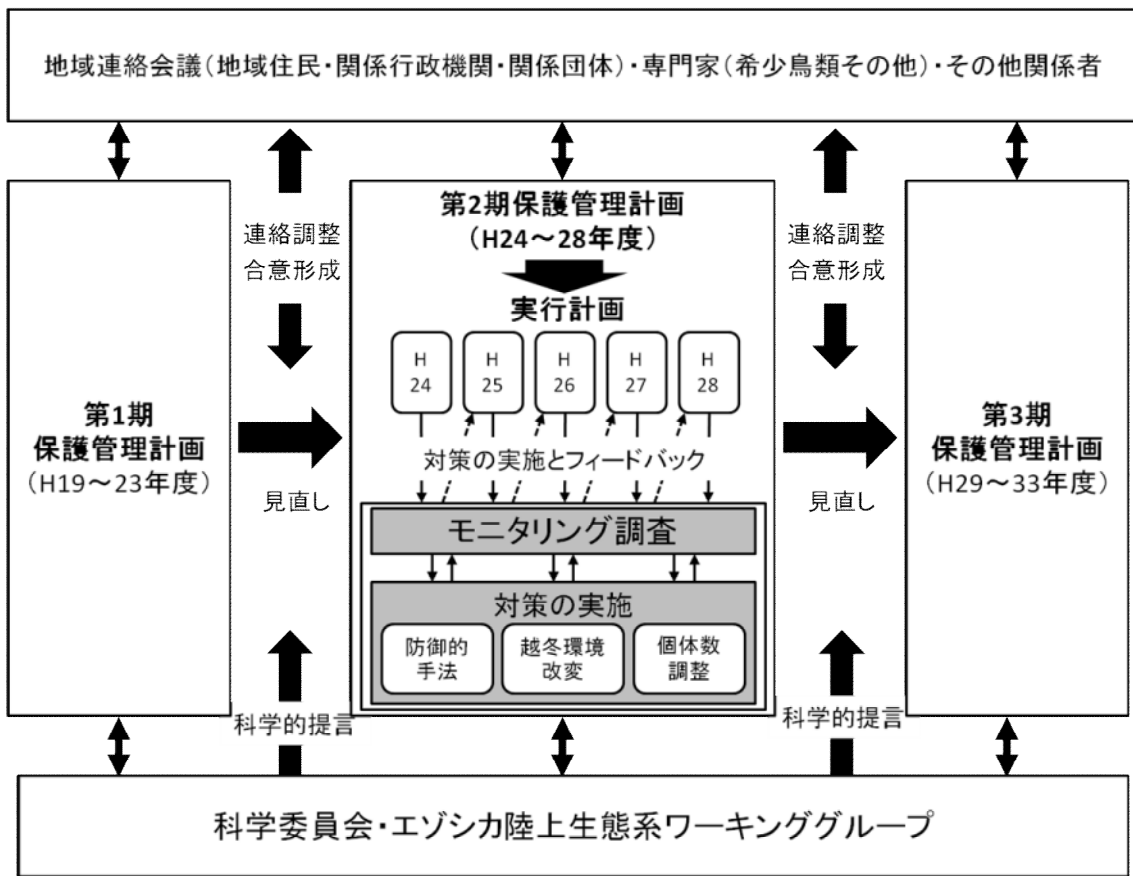 地域連絡会議(地域住民・関係行政機関・関係団体)・専門家(希少鳥類その他)・その他関係者
第1期
保護管理計画
(H19～23年度)
連絡調整
合意形成
見直し
科学的提言
第2期保護管理計画
(H24～28年度)
実行計画
H
24
H
25
H
26
H
27
H
28
対策の実施とフィードバック
モニタリング調査
対策の実施
防御的
手法
越冬環境
改変
個体数
調整
連絡調整
合意形成
見直し
科学的提言
第3期
保護管理計画
(H29～33年度)
科学委員会・エゾシカ陸上生態系ワーキンググループ